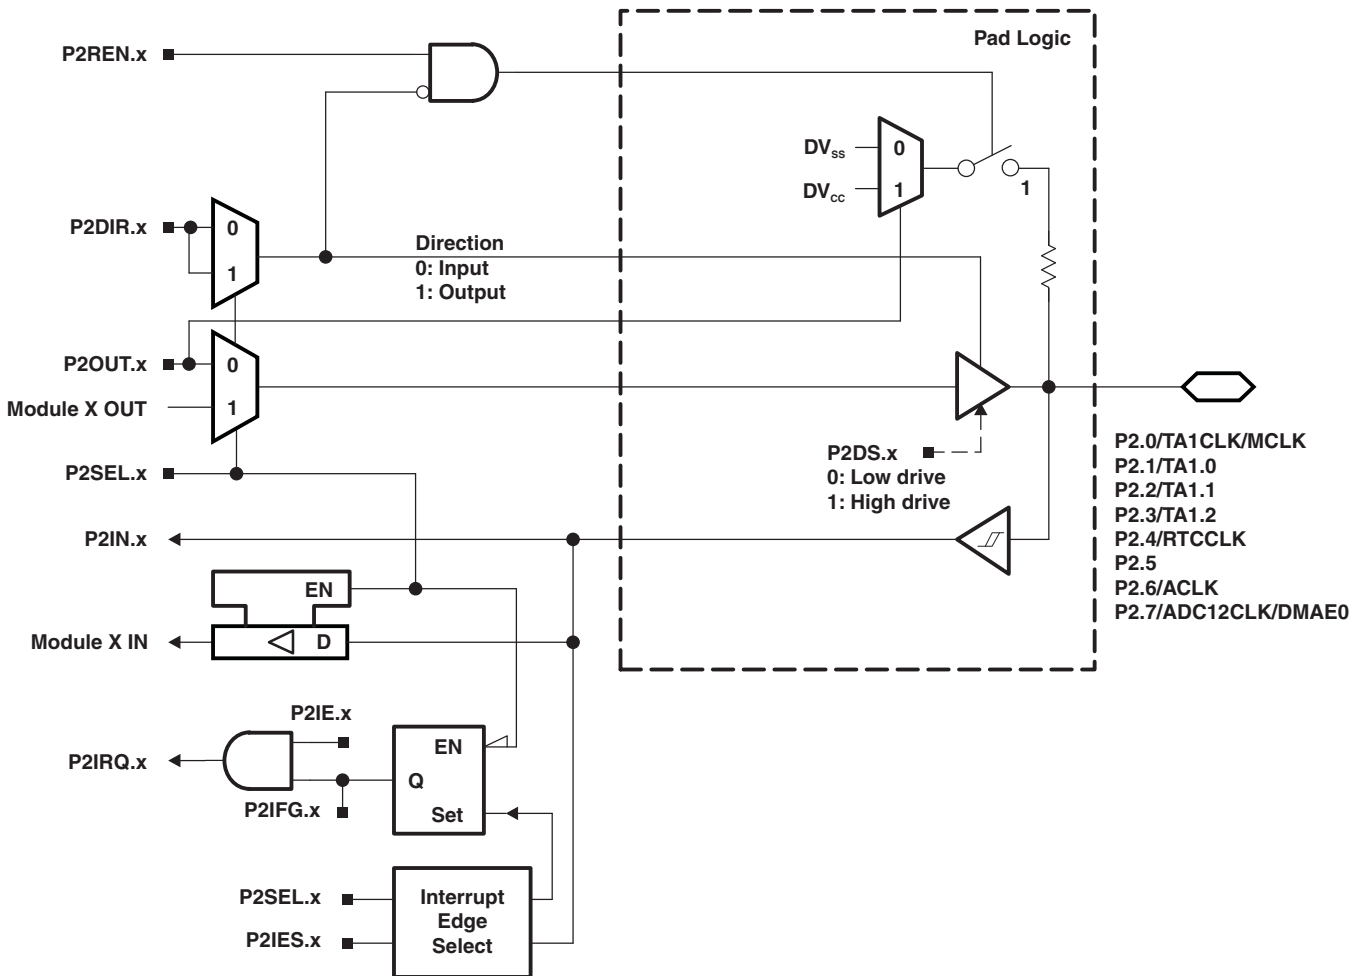 Pad Logic
P2REN.x
DVSS
0
DVCC
1
1
P2DIR.x
0
1
Direction
0: Input
1: Output
P2OUT.x
0
Module X OUT
1
P2SEL.x
P2DS.x
0: Low drive
1: High drive
P2.0/TA1CLK/MCLK
P2.1/TA1.0
P2.2/TA1.1
P2.3/TA1.2
P2.4/RTCCLK
P2.5
P2.6/ACLK
P2.7/ADC12CLK/DMAE0
P2IN.x
EN
Module X IN
D
P2IE.x
P2IRQ.x
EN
Q
P2IFG.x
Set
P2SEL.x
P2IES.x
Interrupt
Edge
Select